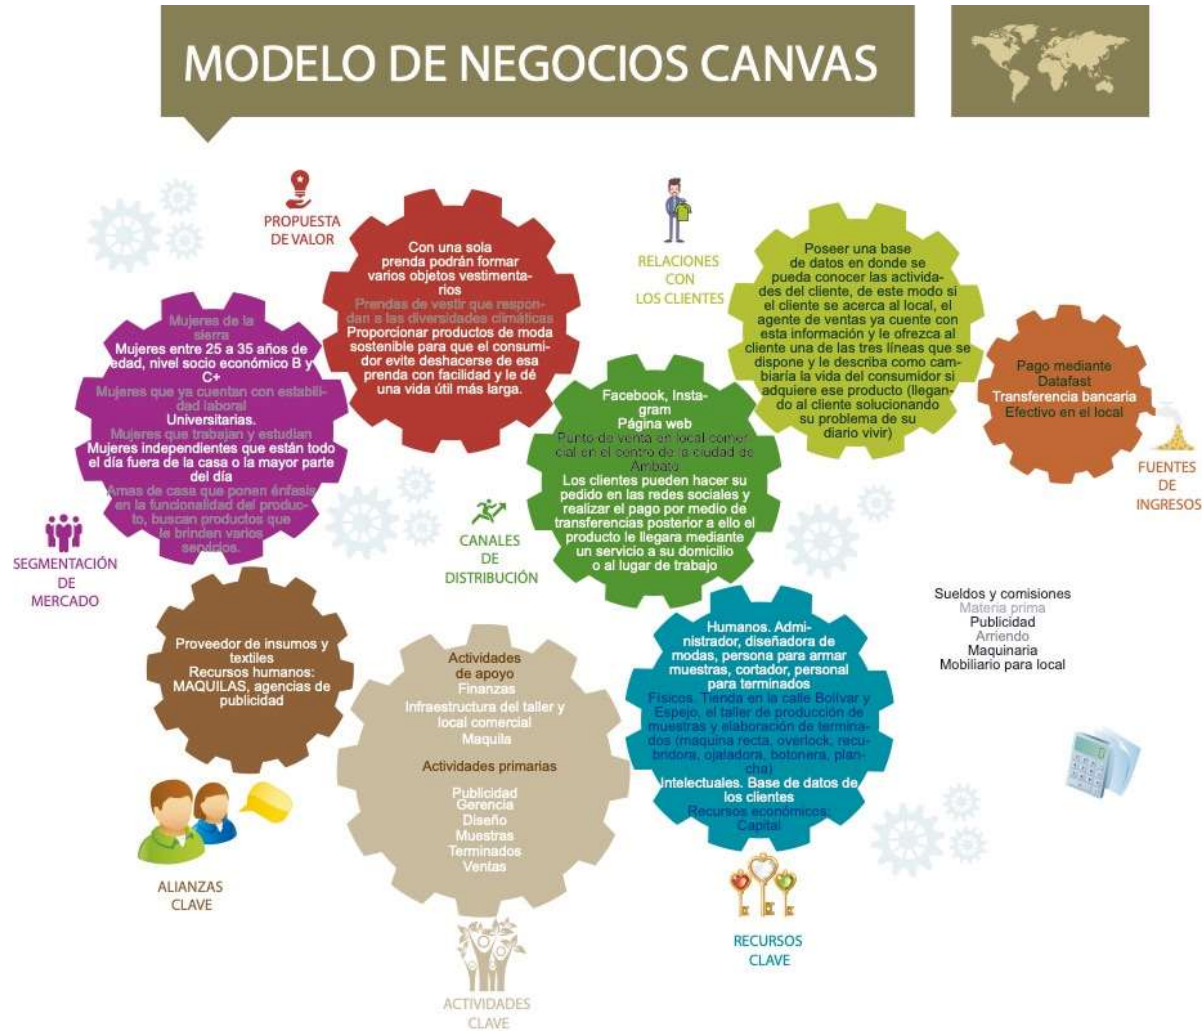 MODELO DE NEGOCIOS CANVAS
PROPUESTA
DE VALOR
Con una sola
prenda podrán formar
varios objetos vestimenta-
rios
Prendas de vestir que respon-
dan a las diversidades climáticas
Proporcionar productos de moda
sostenible para que el consumi-
dor evite deshacerse de esa
prenda con facilidad y le dé
una vida útil más larga.
RELACIONES
CON
LOS CLIENTES
Poseer una base
de datos en donde se
pueda conocer las activida-
des del cliente, de este modo si
el cliente se acerca al local, el
agente de ventas ya cuente con
esta información y le ofrezca al
cliente una de las tres líneas que se
dispone y le describa como cam-
biaría la vida del consumidor si
adquiere ese producto (llegan-
do al cliente solucionando
su problema de su
diario vivir)
Mujeres de la
sierra
Mujeres entre 25 a 35 años de
edad, nivel socio económico B y
C+
Mujeres que ya cuentan con estabili-
dad laboral
Universitarias.
Mujeres que trabajan y estudian
Mujeres independientes que están todo
el día fuera de la casa o la mayor parte
del día
Amas de casa que ponen énfasis
en la funcionalidad del produc-
to, buscan productos que
le brinden varios
servicios.
SEGMENTACIÓN
DE
MERCADO
Facebook, Insta-
gram
Página web
Punto de venta en local comer-
cial en el centro de la ciudad de
Ambato
Los clientes pueden hacer su
pedido en las redes sociales y
realizar el pago por medio de
transferencias posterior a ello el
producto le llegara mediante
un servicio a su domicilio
o al lugar de trabajo
CANALES
DE
DISTRIBUCIÓN
Pago mediante
Datafast
Transferencia bancaria
Efectivo en el local
FUENTES
DE
INGRESOS
Proveedor de insumos y
textiles
Recursos humanos:
MAQUILAS, agencias de
publicidad
ALIANZAS
CLAVE
Actividades
de apoyo
Finanzas
Infraestructura del taller y
local comercial
Maquila
Actividades primarias
Publicidad
Gerencia
Diseño
Muestras
Terminados
Ventas
ACTIVIDADES
CLAVE
Humanos. Admi-
nistrador, diseñadora de
modas, persona para armar
muestras, cortador, personal
para terminados
Físicos. Tienda en la calle Bolívar y
Espejo, el taller de producción de
muestras y elaboración de termina-
dos (maquina recta, overlock, recu-
bridora, ojaladora, botonera, plan-
cha)
Intelectuales. Base de datos de
los clientes
Recursos económicos:
Capital
RECURSOS
CLAVE
Sueldos y comisiones
Materia prima
Publicidad
Arriendo
Maquinaria
Mobiliario para local